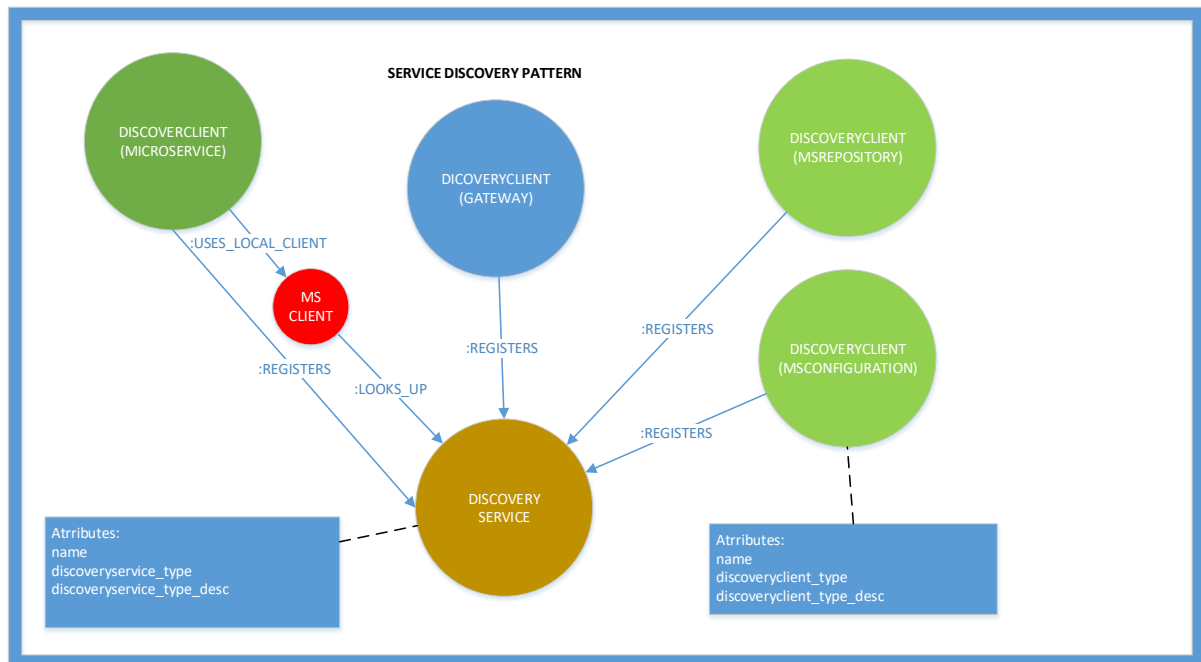 SERVICE DISCOVERY PATTERN
DISCOVERCLIENT
(MICROSERVICE)
DICOVERYCLIENT
(GATEWAY)
DISCOVERYCLIENT
(MSREPOSITORY)
:USES_LOCAL_CLIENT
MS
CLIENT
:REGISTERS
:LOOKS_UP
:REGISTERS
:REGISTERS
DISCOVERYCLIENT
(MSCONFIGURATION)
:REGISTERS
DISCOVERY
SERVICE
Atrributes:
name
discoveryservice_type
discoveryservice_type_desc
Atrributes:
name
discoveryclient_type
discoveryclient_type_desc